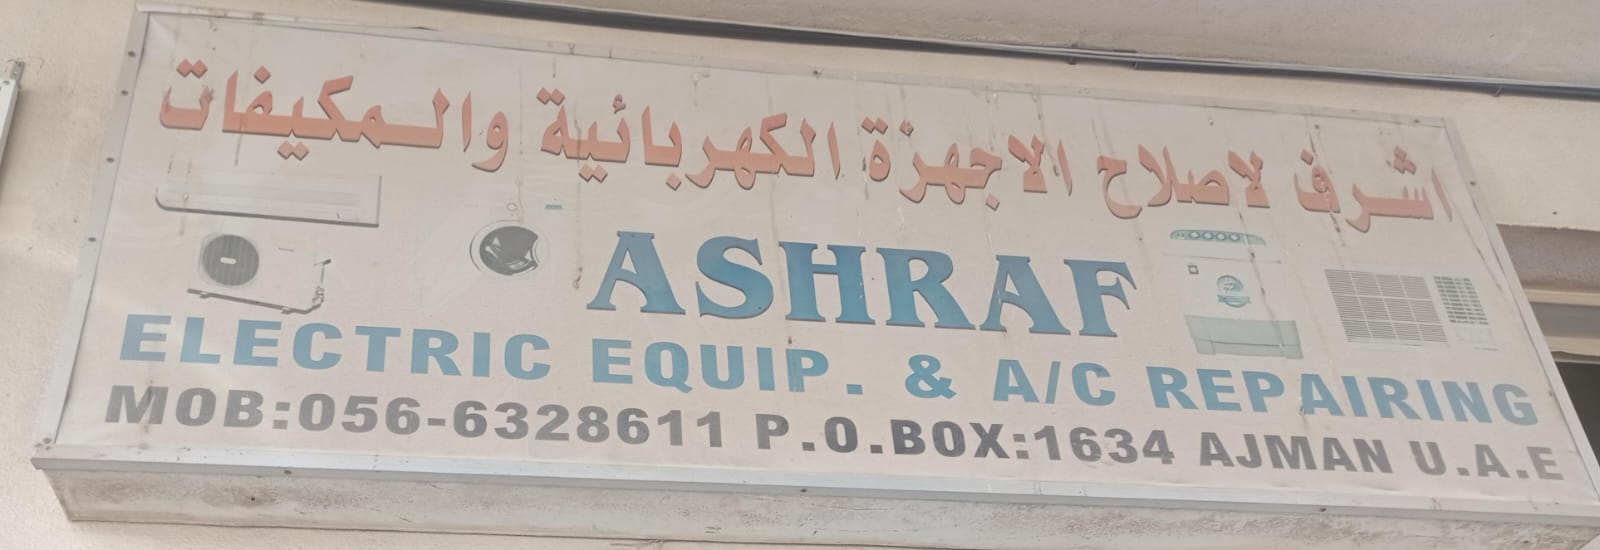 اشرف لاصلاح الاجهزة الكهربائية والمكيفات
ASHRAF
ELECTRIC EQUIP. & A/C REPAIRING
MOB:056-6328611 P.O.BOX:1634 AJMAN U.A.E